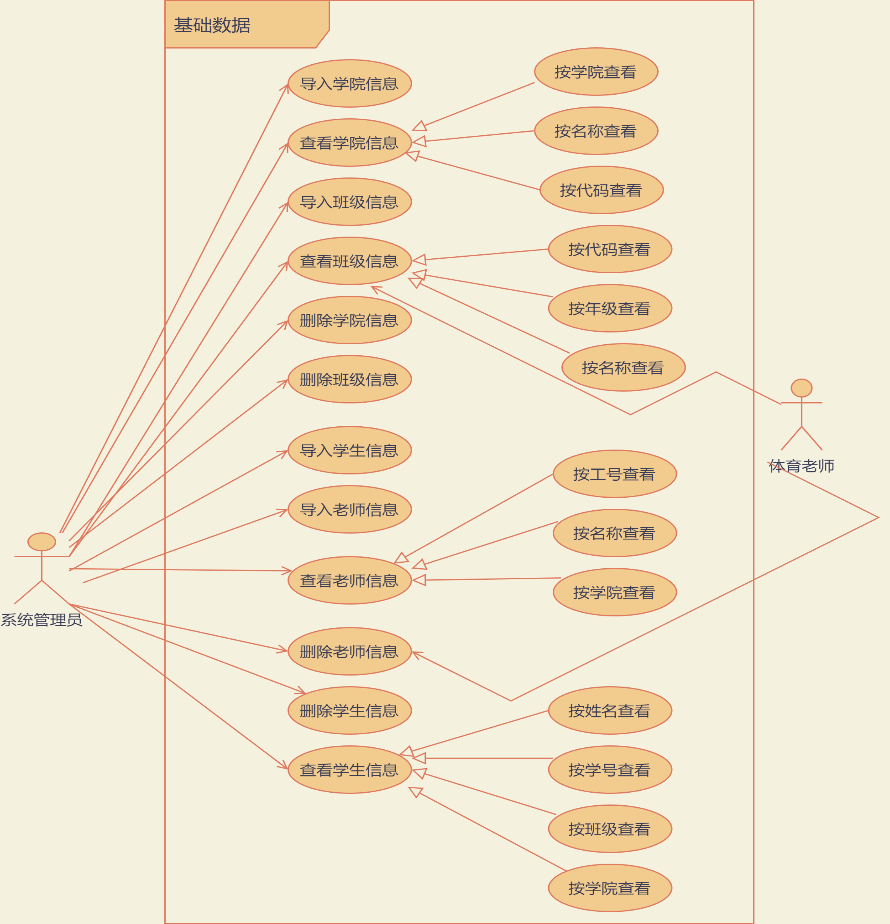 基础数据
导入学院信息
查看学院信息
导入班级信息
查看班级信息
删除学院信息
删除班级信息
导入学生信息
导入老师信息
查看老师信息
删除老师信息
删除学生信息
查看学生信息
按学院查看
按名称查看
按代码查看
按代码查看
按年级查看
按名称查看
按工号查看
按名称查看
按学院查看
按姓名查看
按学号查看
按班级查看
按学院查看
系统管理员
体育老师